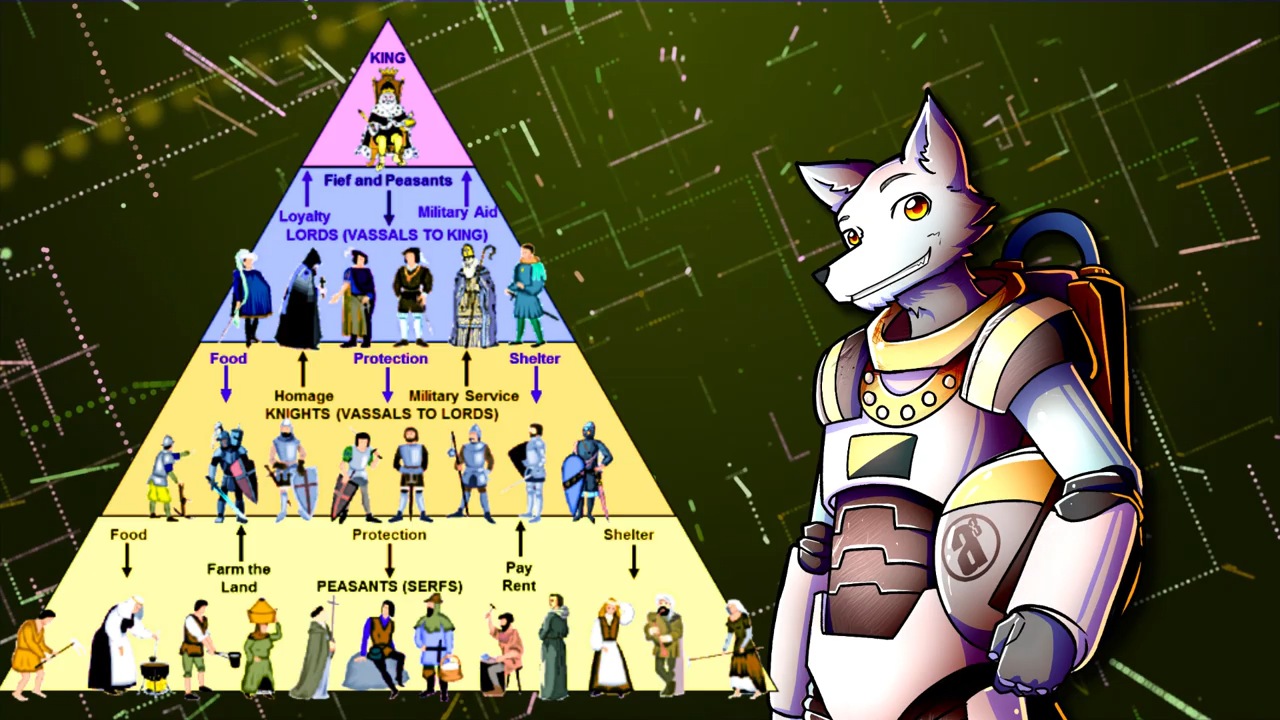 KING
Fief and Peasants
Loyalty
Military Aid
LORDS (VASSALS TO KING)
Food
Protection
Shelter
Homage
Military Service
KNIGHTS (VASSALS TO LORDS)
Food
Protection
Shelter
Farm the
Land
Pay
Rent
PEASANTS (SERFS)